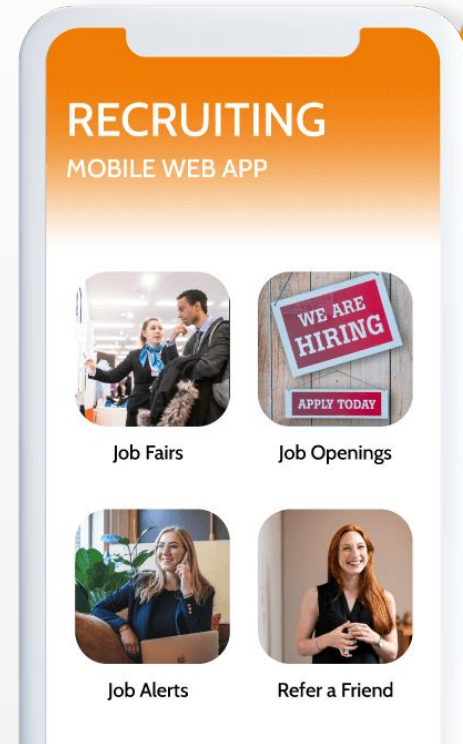 RECRUITING
MOBILE WEB APP
WE ARE
HIRING
APPLY TODAY
Job Fairs
Job Openings
Job Alerts
Refer a Friend